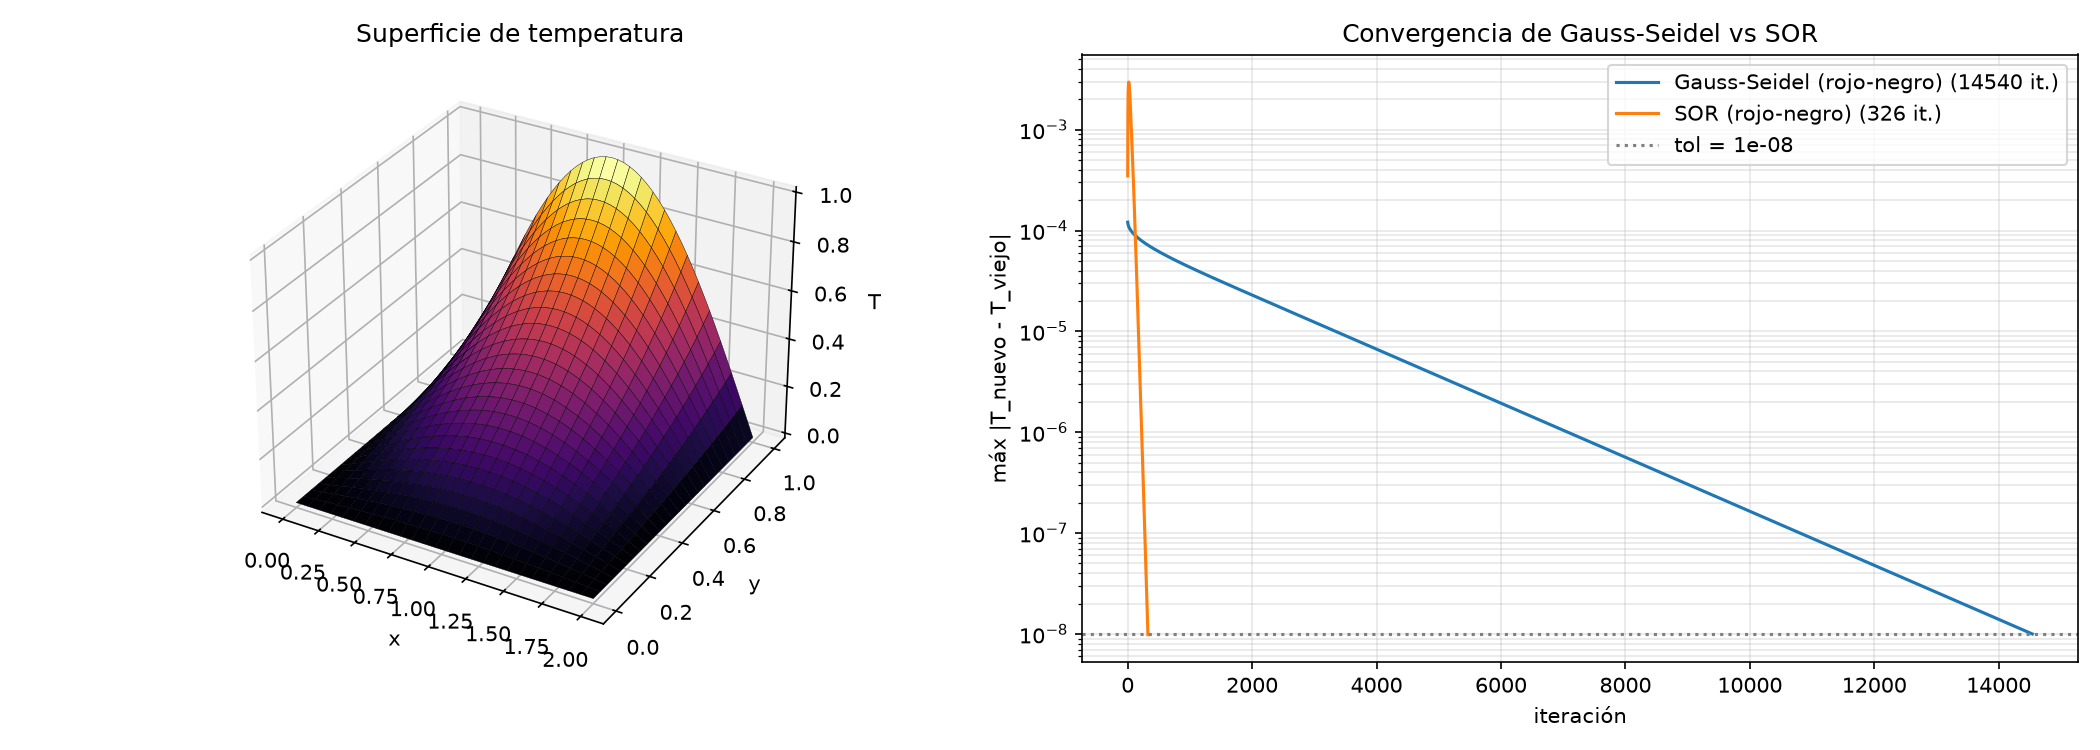 Superficie de temperatura
1.0
0.8
0.6
T
0.4
0.2
0.0
1.0
0.8
0.6
0.4
y
0.2
0.0
0.00
0.25
0.50
0.75
1.00
1.25
1.50
1.75
2.00
x
Convergencia de Gauss-Seidel vs SOR
Gauss-Seidel (rojo-negro) (14540 it.)
SOR (rojo-negro) (326 it.)
tol = 1e-08
máx |T_nuevo - T_viejo|
10⁻³
10⁻⁴
10⁻⁵
10⁻⁶
10⁻⁷
10⁻⁸
0 2000 4000 6000 8000 10000 12000 14000
iteración